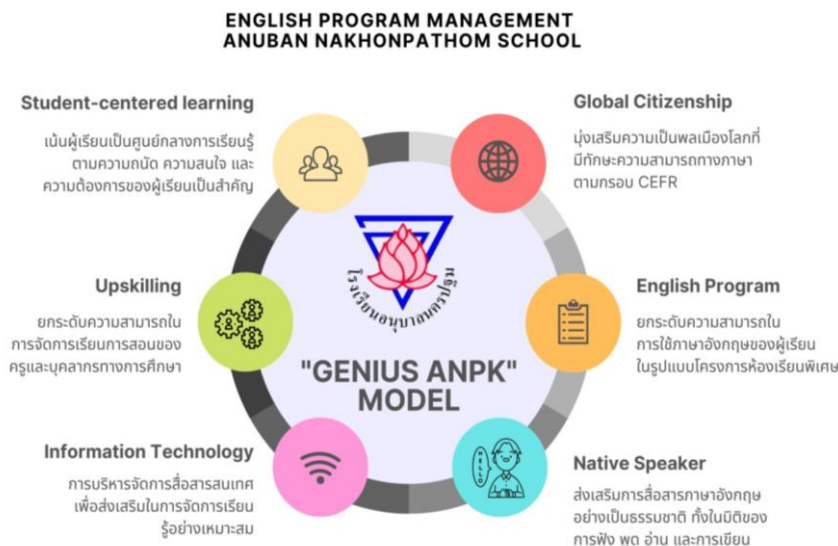 ENGLISH PROGRAM MANAGEMENT
ANUBAN NAKHONPATHOM SCHOOL
Student-centered learning
เน้นผู้เรียนเป็นศูนย์กลางการเรียนรู้
ตามความถนัด ความสนใจ และ
ความต้องการของผู้เรียนเป็นสำคัญ
Global Citizenship
มุ่งเสริมความเป็นพลเมืองโลกที่
มีทักษะความสามารถทางภาษา
ตามกรอบ CEFR
Upskilling
ยกระดับความสามารถใน
การจัดการเรียนการสอนของ
ครูและบุคลากรทางการศึกษา
โรงเรียนอนุบาลนครปฐม
"GENIUS ANPK"
MODEL
English Program
ยกระดับความสามารถใน
การใช้ภาษาอังกฤษของผู้เรียน
ในรูปแบบโครงการห้องเรียนพิเศษ
Information Technology
การบริหารจัดการสื่อสารสนเทศ
เพื่อส่งเสริมในการจัดการเรียน
รู้อย่างเหมาะสม
HELLO
Native Speaker
ส่งเสริมการสื่อสารภาษาอังกฤษ
อย่างเป็นธรรมชาติ ทั้งในมิติของ
การฟัง พูด อ่าน และการเขียน